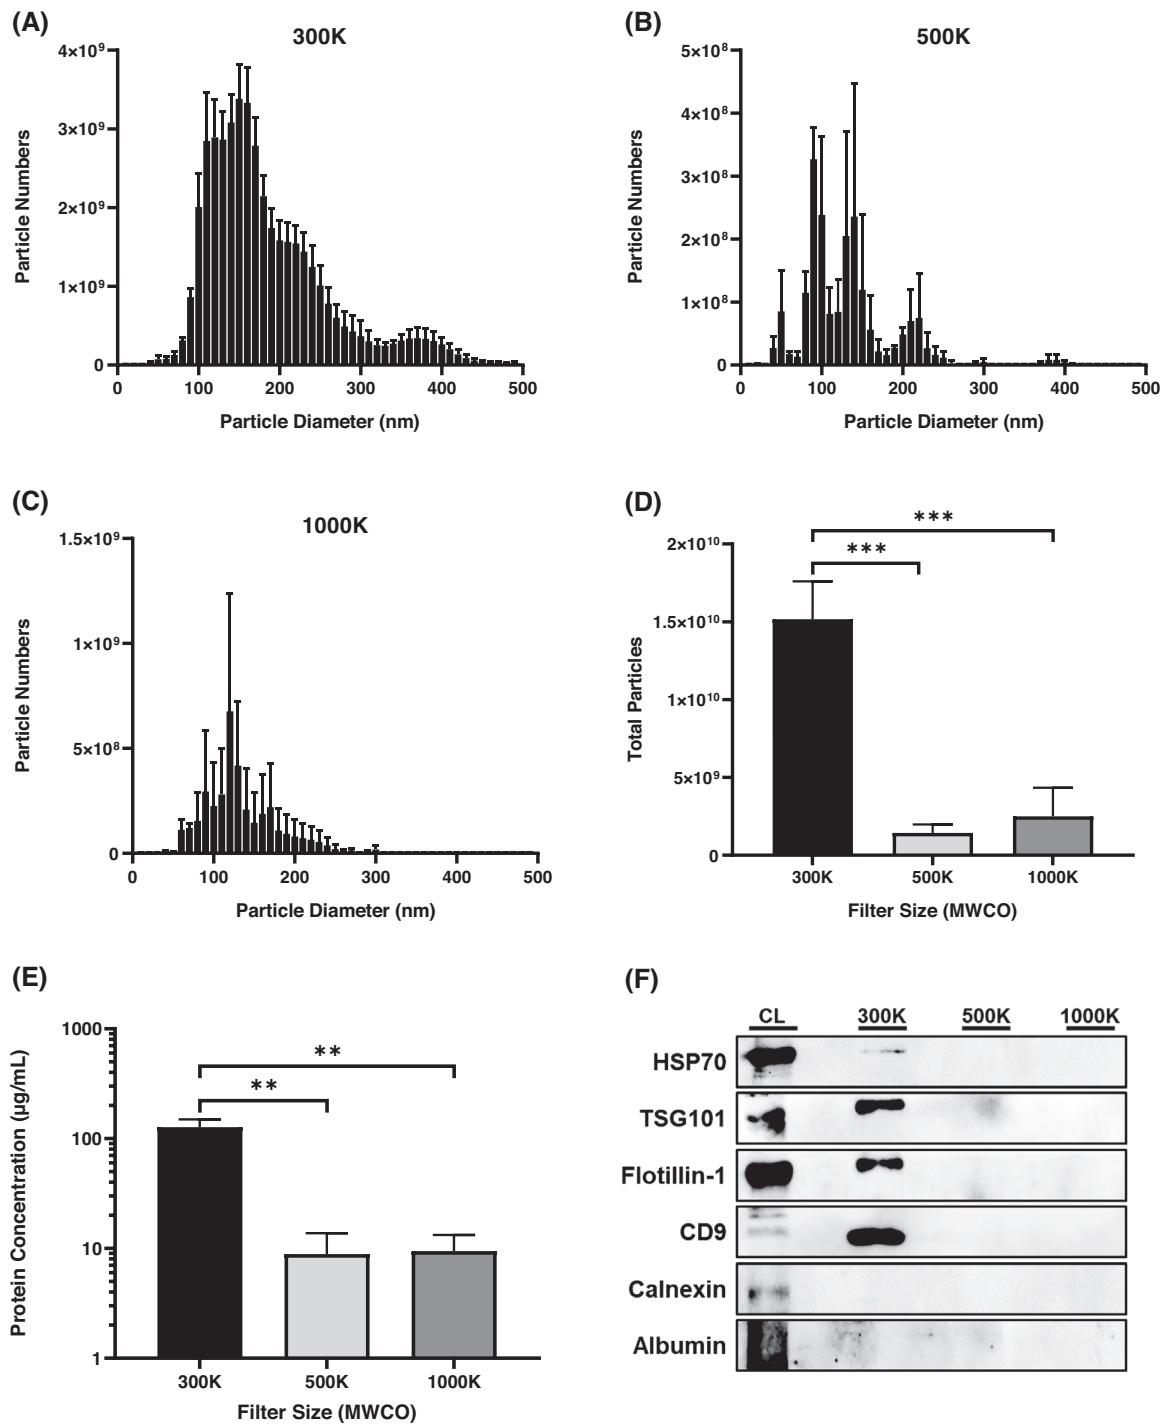 (A)
300K
4×10⁹
3×10⁹
2×10⁹
1×10⁹
0
0 100 200 300 400 500
Particle Numbers
Particle Diameter (nm)
(B)
500K
5×10⁸
4×10⁸
3×10⁸
2×10⁸
1×10⁸
0
0 100 200 300 400 500
Particle Numbers
Particle Diameter (nm)
(C)
1000K
1.5×10⁹
1×10⁹
5×10⁸
0
0 100 200 300 400 500
Particle Numbers
Particle Diameter (nm)
(D)
***
***
2×10¹⁰
1.5×10¹⁰
1×10¹⁰
5×10⁹
0
300K 500K 1000K
Total Particles
Filter Size (MWCO)
(E)
**
**
1000
100
10
1
300K 500K 1000K
Protein Concentration (µg/mL)
Filter Size (MWCO)
(F)
CL 300K 500K 1000K
HSP70
TSG101
Flotillin-1
CD9
Calnexin
Albumin